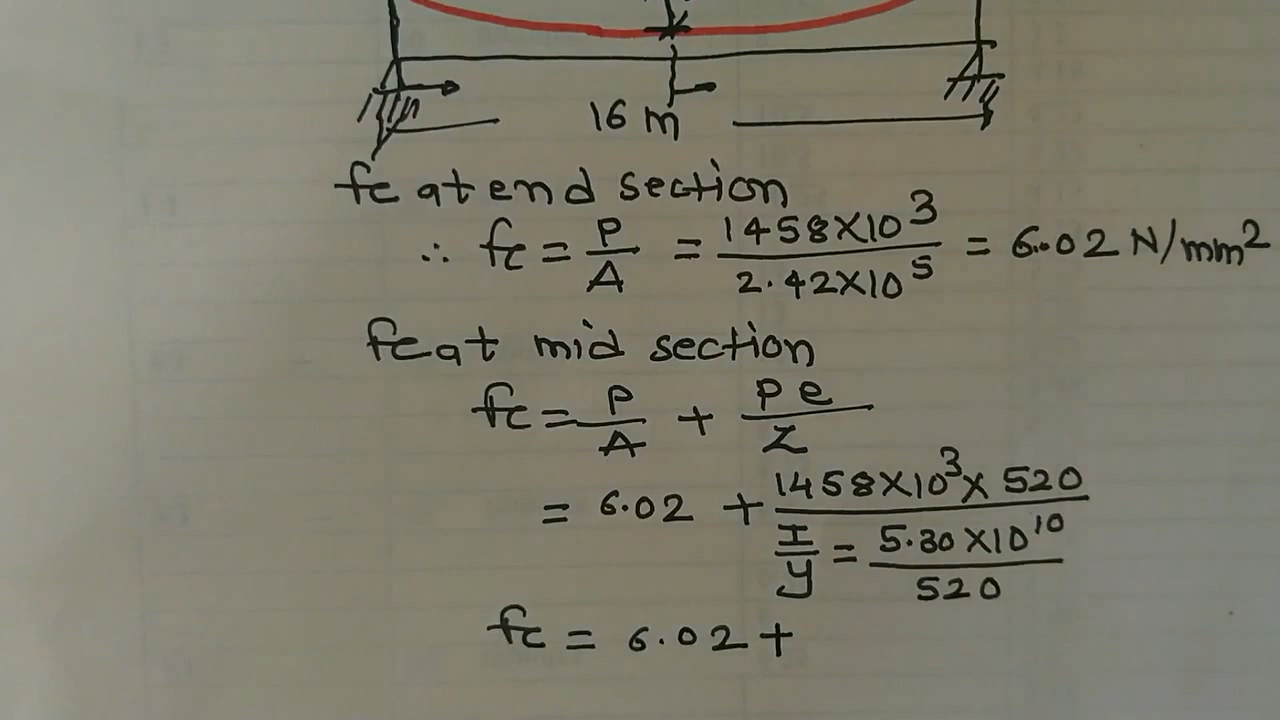 16 m
fc at end section
∴ fc = P/A = 1458×10³ / 2.42×10⁵ = 6.02 N/mm²
fc at mid section
fc = P/A + Pe/Z
= 6.02 + 1458×10³ × 520 / I/y = 5.30×10¹⁰ / 520
fc = 6.02 +